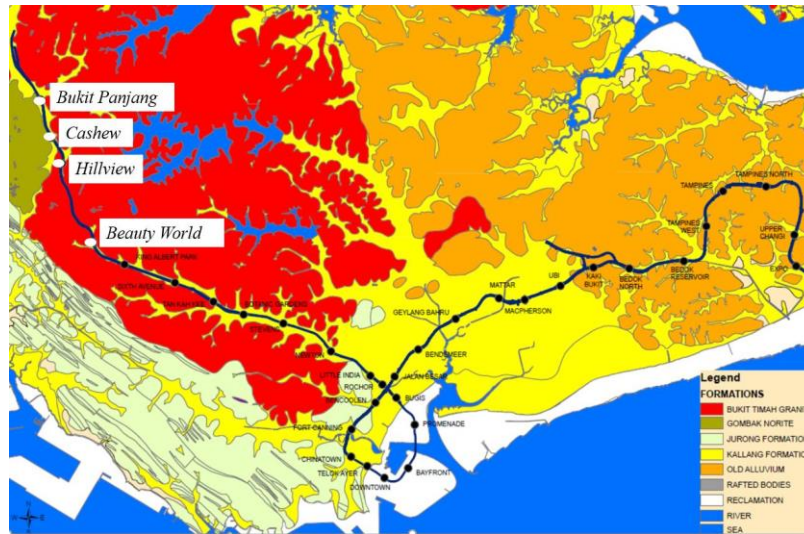 Bukit Panjang
Cashew
Hillview
Beauty World
KING ALBERT PARK
SIXTH AVENUE
TAN KAH KEE
BOTANIC GARDENS
STEVENS
NEWTON
LITTLE INDIA
ROCHOR
BENCOOLEN
JALAN BESAR
BUGIS
FORT CANNING
PROMENADE
CHINATOWN
TELOK AYER
DOWNTOWN
BAYFRONT
BENDEMEER
GEYLANG BAHRU
MATTAR
MACPHERSON
UBI
KAKI
BUKIT
BEDOK
NORTH
BEDOK
RESERVOIR
TAMPINES
WEST
TAMPINES
TAMPINES NORTH
UPPER
CHANGI
EXPO
Legend
FORMATIONS
BUKIT TIMAH GRANI
GOMBAK NORITE
JURONG FORMATION
KALLANG FORMATION
OLD ALLUVIUM
RAFTED BODIES
RECLAMATION
RIVER
SEA